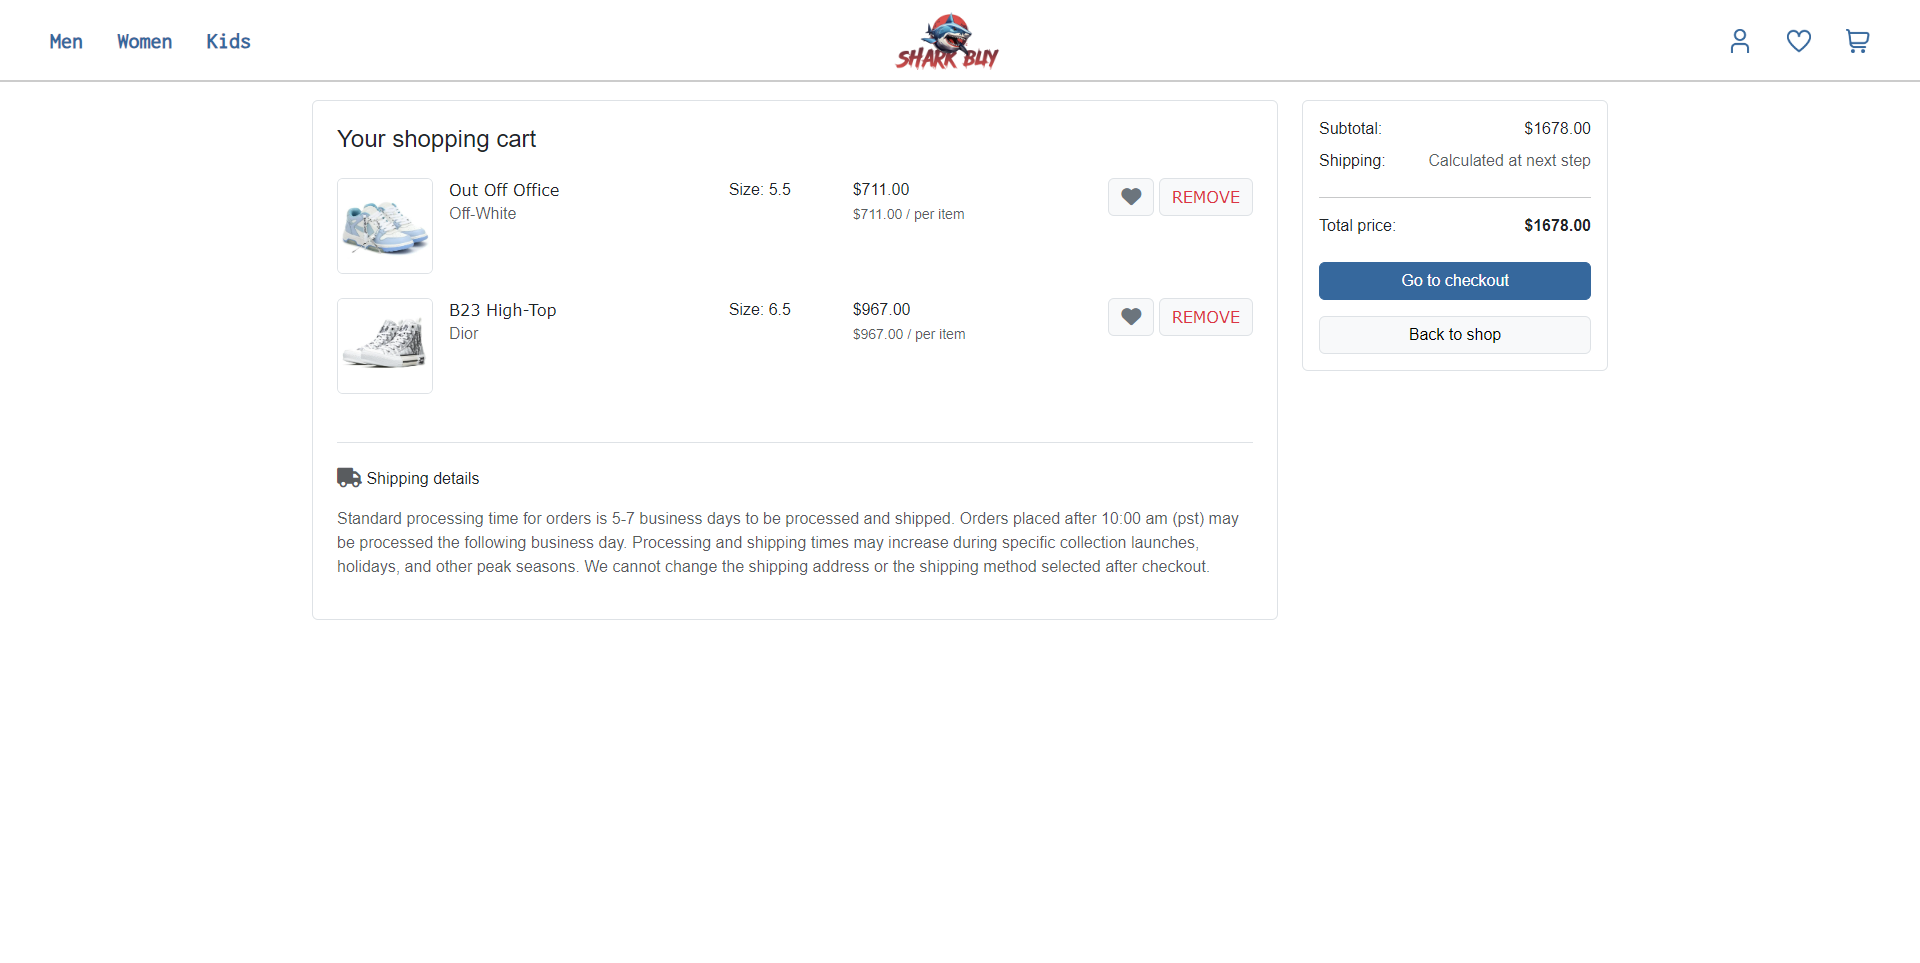 Men Women Kids
SHARK BUY
Your shopping cart
Out Off Office
Off-White
Size: 5.5
$711.00
$711.00 / per item
REMOVE
B23 High-Top
Dior
Size: 6.5
$967.00
$967.00 / per item
REMOVE
Shipping details
Standard processing time for orders is 5-7 business days to be processed and shipped. Orders placed after 10:00 am (pst) may
be processed the following business day. Processing and shipping times may increase during specific collection launches,
holidays, and other peak seasons. We cannot change the shipping address or the shipping method selected after checkout.
Subtotal: $1678.00
Shipping: Calculated at next step
Total price: $1678.00
Go to checkout
Back to shop